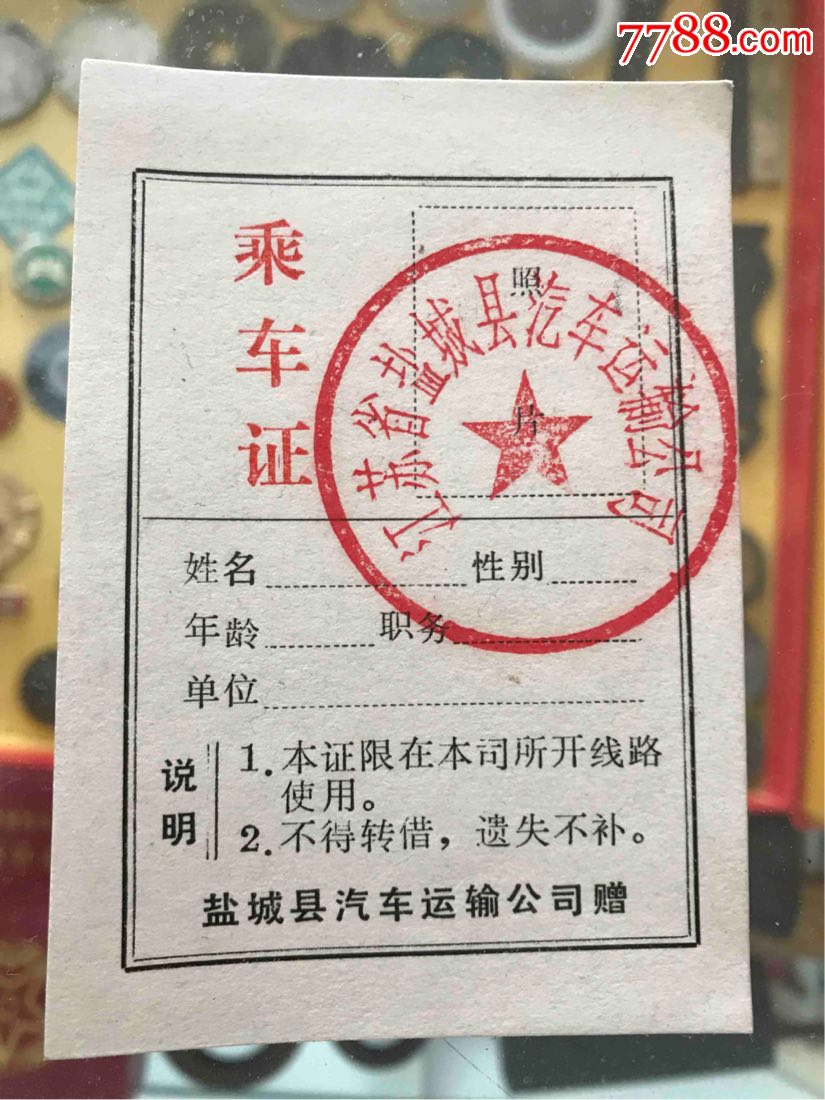 7788.com
乘车证
照片
江苏省盐城县汽车运输公司
姓名 性别
年龄 职务
单位
说明
1.本证限在本司所开线路
使用。
2.不得转借，遗失不补。
盐城县汽车运输公司赠